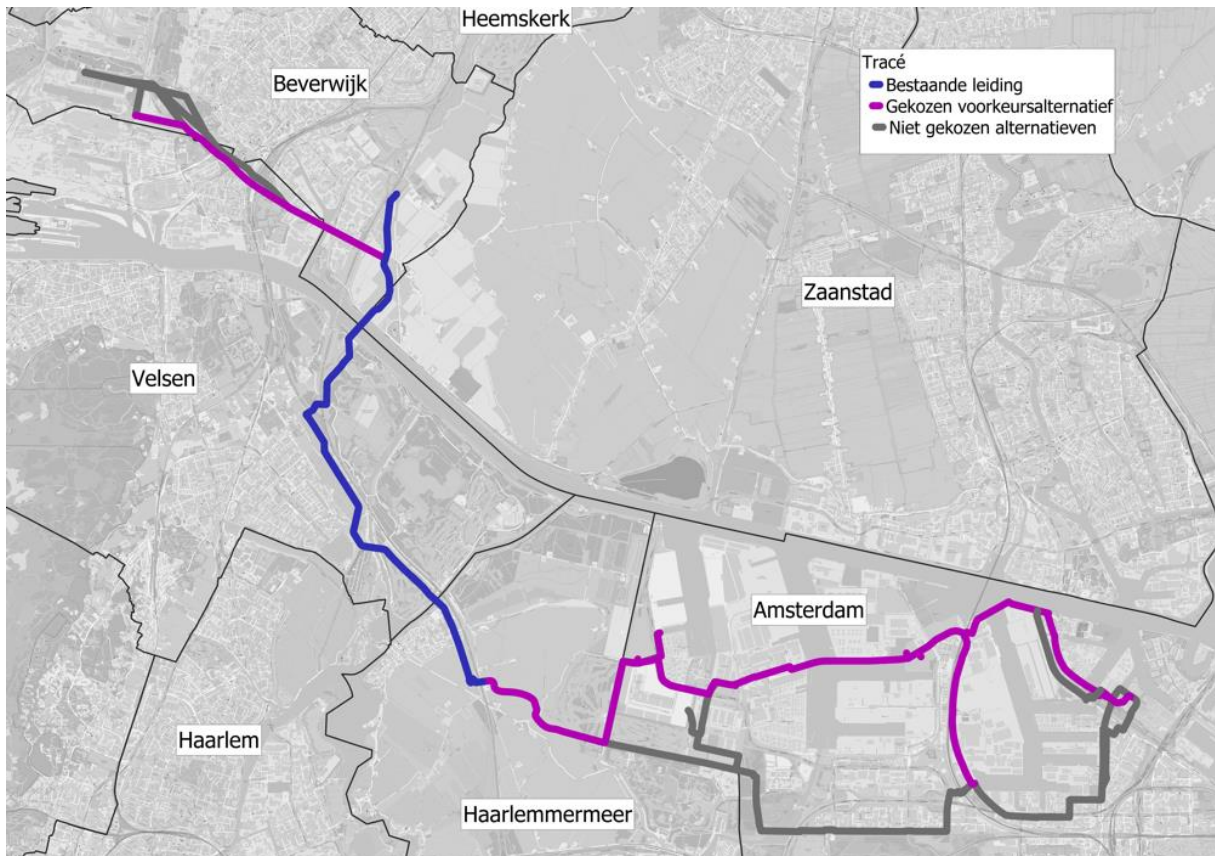 Heemskerk
Beverwijk
Tracé
Bestaande leiding
Gekozen voorkeursalternatief
Niet gekozen alternatieven
Zaanstad
Velsen
Amsterdam
Haarlem
Haarlemmermeer